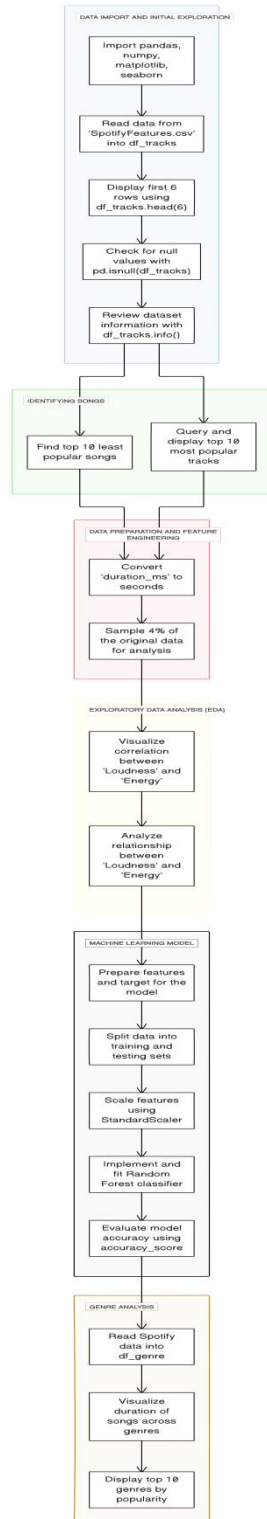 DATA IMPORT AND INITIAL EXPLORATION
Import pandas,
numpy,
matplotlib,
seaborn
Read data from
'SpotifyFeatures.csv'
into df_tracks
Display first 6
rows using
df_tracks.head(6)
Check for null
values with
pd.isnull(df_tracks)
Review dataset
information with
df_tracks.info()
IDENTIFYING SONGS
Find top 10 least
popular songs
Query and
display top 10
most popular
tracks
DATA PREPARATION AND FEATURE
ENGINEERING
Convert
'duration_ms' to
seconds
Sample 4% of
the original data
for analysis
EXPLORATORY DATA ANALYSIS (EDA)
Visualize
correlation
between
'Loudness' and
'Energy'
Analyze
relationship
between
'Loudness' and
'Energy'
MACHINE LEARNING MODEL
Prepare features
and target for the
model
Split data into
training and
testing sets
Scale features
using
StandardScaler
Implement and
fit Random
Forest classifier
Evaluate model
accuracy using
accuracy_score
GENRE ANALYSIS
Read Spotify
data into
df_genre
Visualize
duration of
songs across
genres
Display top 10
genres by
popularity